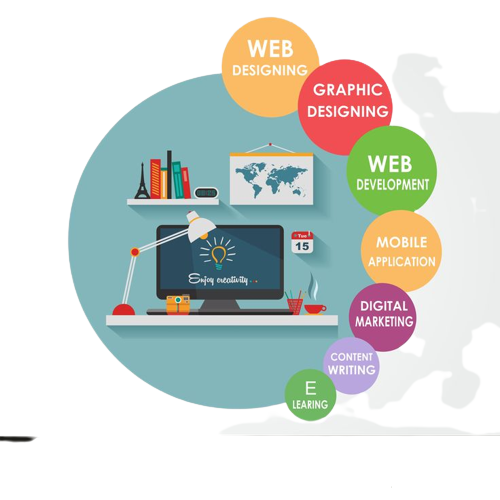 WEB
DESIGNING
GRAPHIC
DESIGNING
WEB
DEVELOPMENT
MOBILE
APPLICATION
DIGITAL
MARKETING
CONTENT
WRITING
E
LEARING
Tue
15
Enjoy creativity...